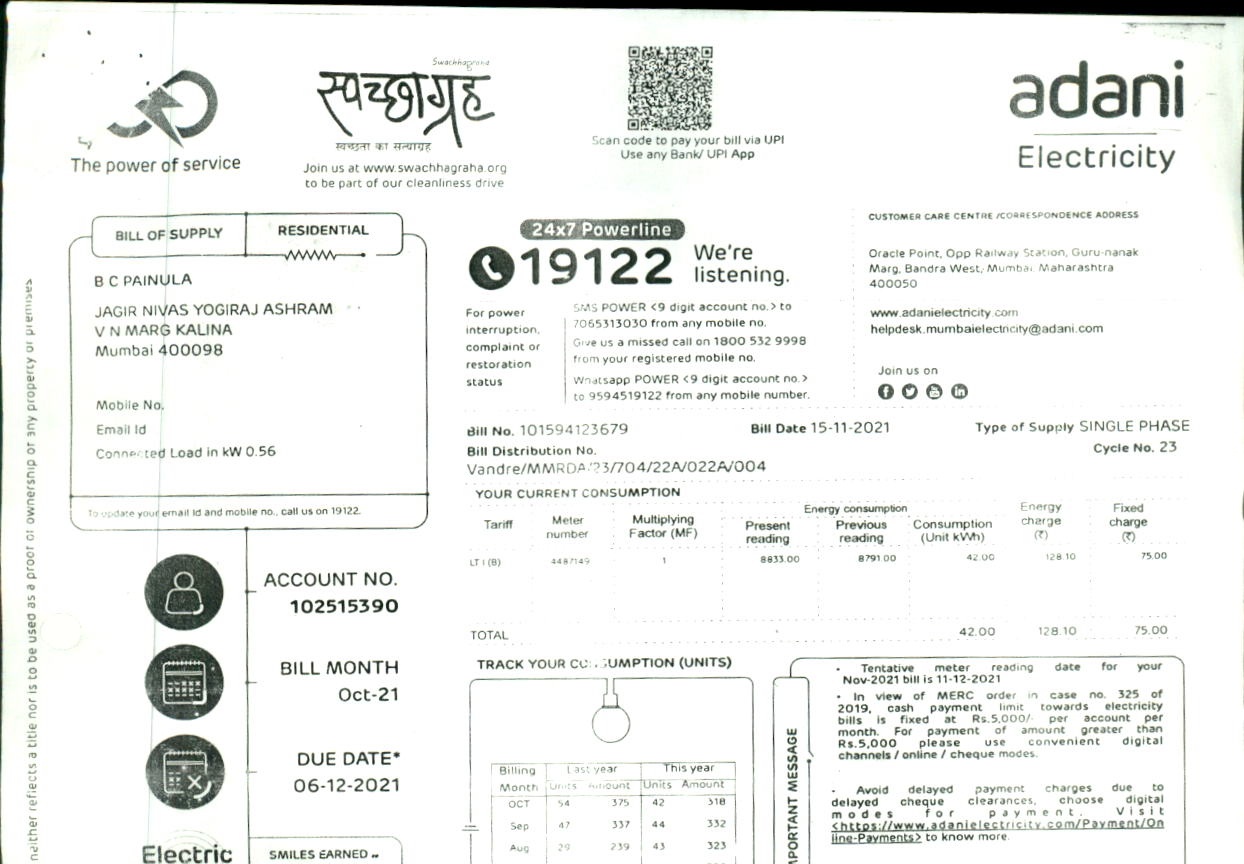 The power of service
Swachhagraha
स्वच्छाग्रह
स्वच्छता का सत्याग्रह
Join us at www.swachhagraha.org
to be part of our cleanliness drive
Scan code to pay your bill via UPI
Use any Bank/ UPI App
adani
Electricity
BILL OF SUPPLY
RESIDENTIAL
B C PAINULA
JAGIR NIVAS YOGIRAJ ASHRAM
V N MARG KALINA
Mumbai 400098
Mobile No.
Email Id
Connected Load in kW 0.56
To update your email Id and mobile no., call us on 19122.
24x7 Powerline
19122 We're
listening.
For power
interruption,
complaint or
restoration
status
SMS POWER <9 digit account no.> to
7065313030 from any mobile no.
Give us a missed call on 1800 532 9998
from your registered mobile no.
Whatsapp POWER <9 digit account no.>
to 9594519122 from any mobile number.
CUSTOMER CARE CENTRE /CORRESPONDENCE ADDRESS
Oracle Point, Opp Railway Station, Guru-nanak
Marg, Bandra West, Mumbai, Maharashtra
400050
www.adanielectricity.com
helpdesk.mumbaielectricity@adani.com
Join us on
Bill No. 101594123679 Bill Date 15-11-2021 Type of Supply SINGLE PHASE
Cycle No. 23
Bill Distribution No.
Vandre/MMRDA/23/704/22A/022A/004
YOUR CURRENT CONSUMPTION
Tariff
Meter
number
Multiplying
Factor (MF)
Energy consumption
Present
reading
Previous
reading
Consumption
(Unit kWh)
Energy
charge
(₹)
Fixed
charge
(₹)
LT I (B) 4487149 1 8833.00 8791.00 42.00 128.10 75.00
TOTAL 42.00 128.10 75.00
ACCOUNT NO.
102515390
BILL MONTH
Oct-21
DUE DATE*
06-12-2021
Electric
SMILES EARNED
TRACK YOUR CONSUMPTION (UNITS)
Billing Last year This year
Month Units Amount Units Amount
OCT 54 375 42 318
Sep 47 337 44 332
Aug 29 239 43 323
IMPORTANT MESSAGE
• Tentative meter reading date for your
Nov-2021 bill is 11-12-2021
• In view of MERC order in case no. 325 of
2019, cash payment limit towards electricity
bills is fixed at Rs.5,000/- per account per
month. For payment of amount greater than
Rs.5,000 please use convenient digital
channels / online / cheque modes.
• Avoid delayed payment charges due to
delayed cheque clearances, choose digital
modes for payment. Visit
<https://www.adanielectricity.com/Payment/On
line-Payments> to know more.
neither reflects a title nor is to be used as a proof of ownership of any property or premises